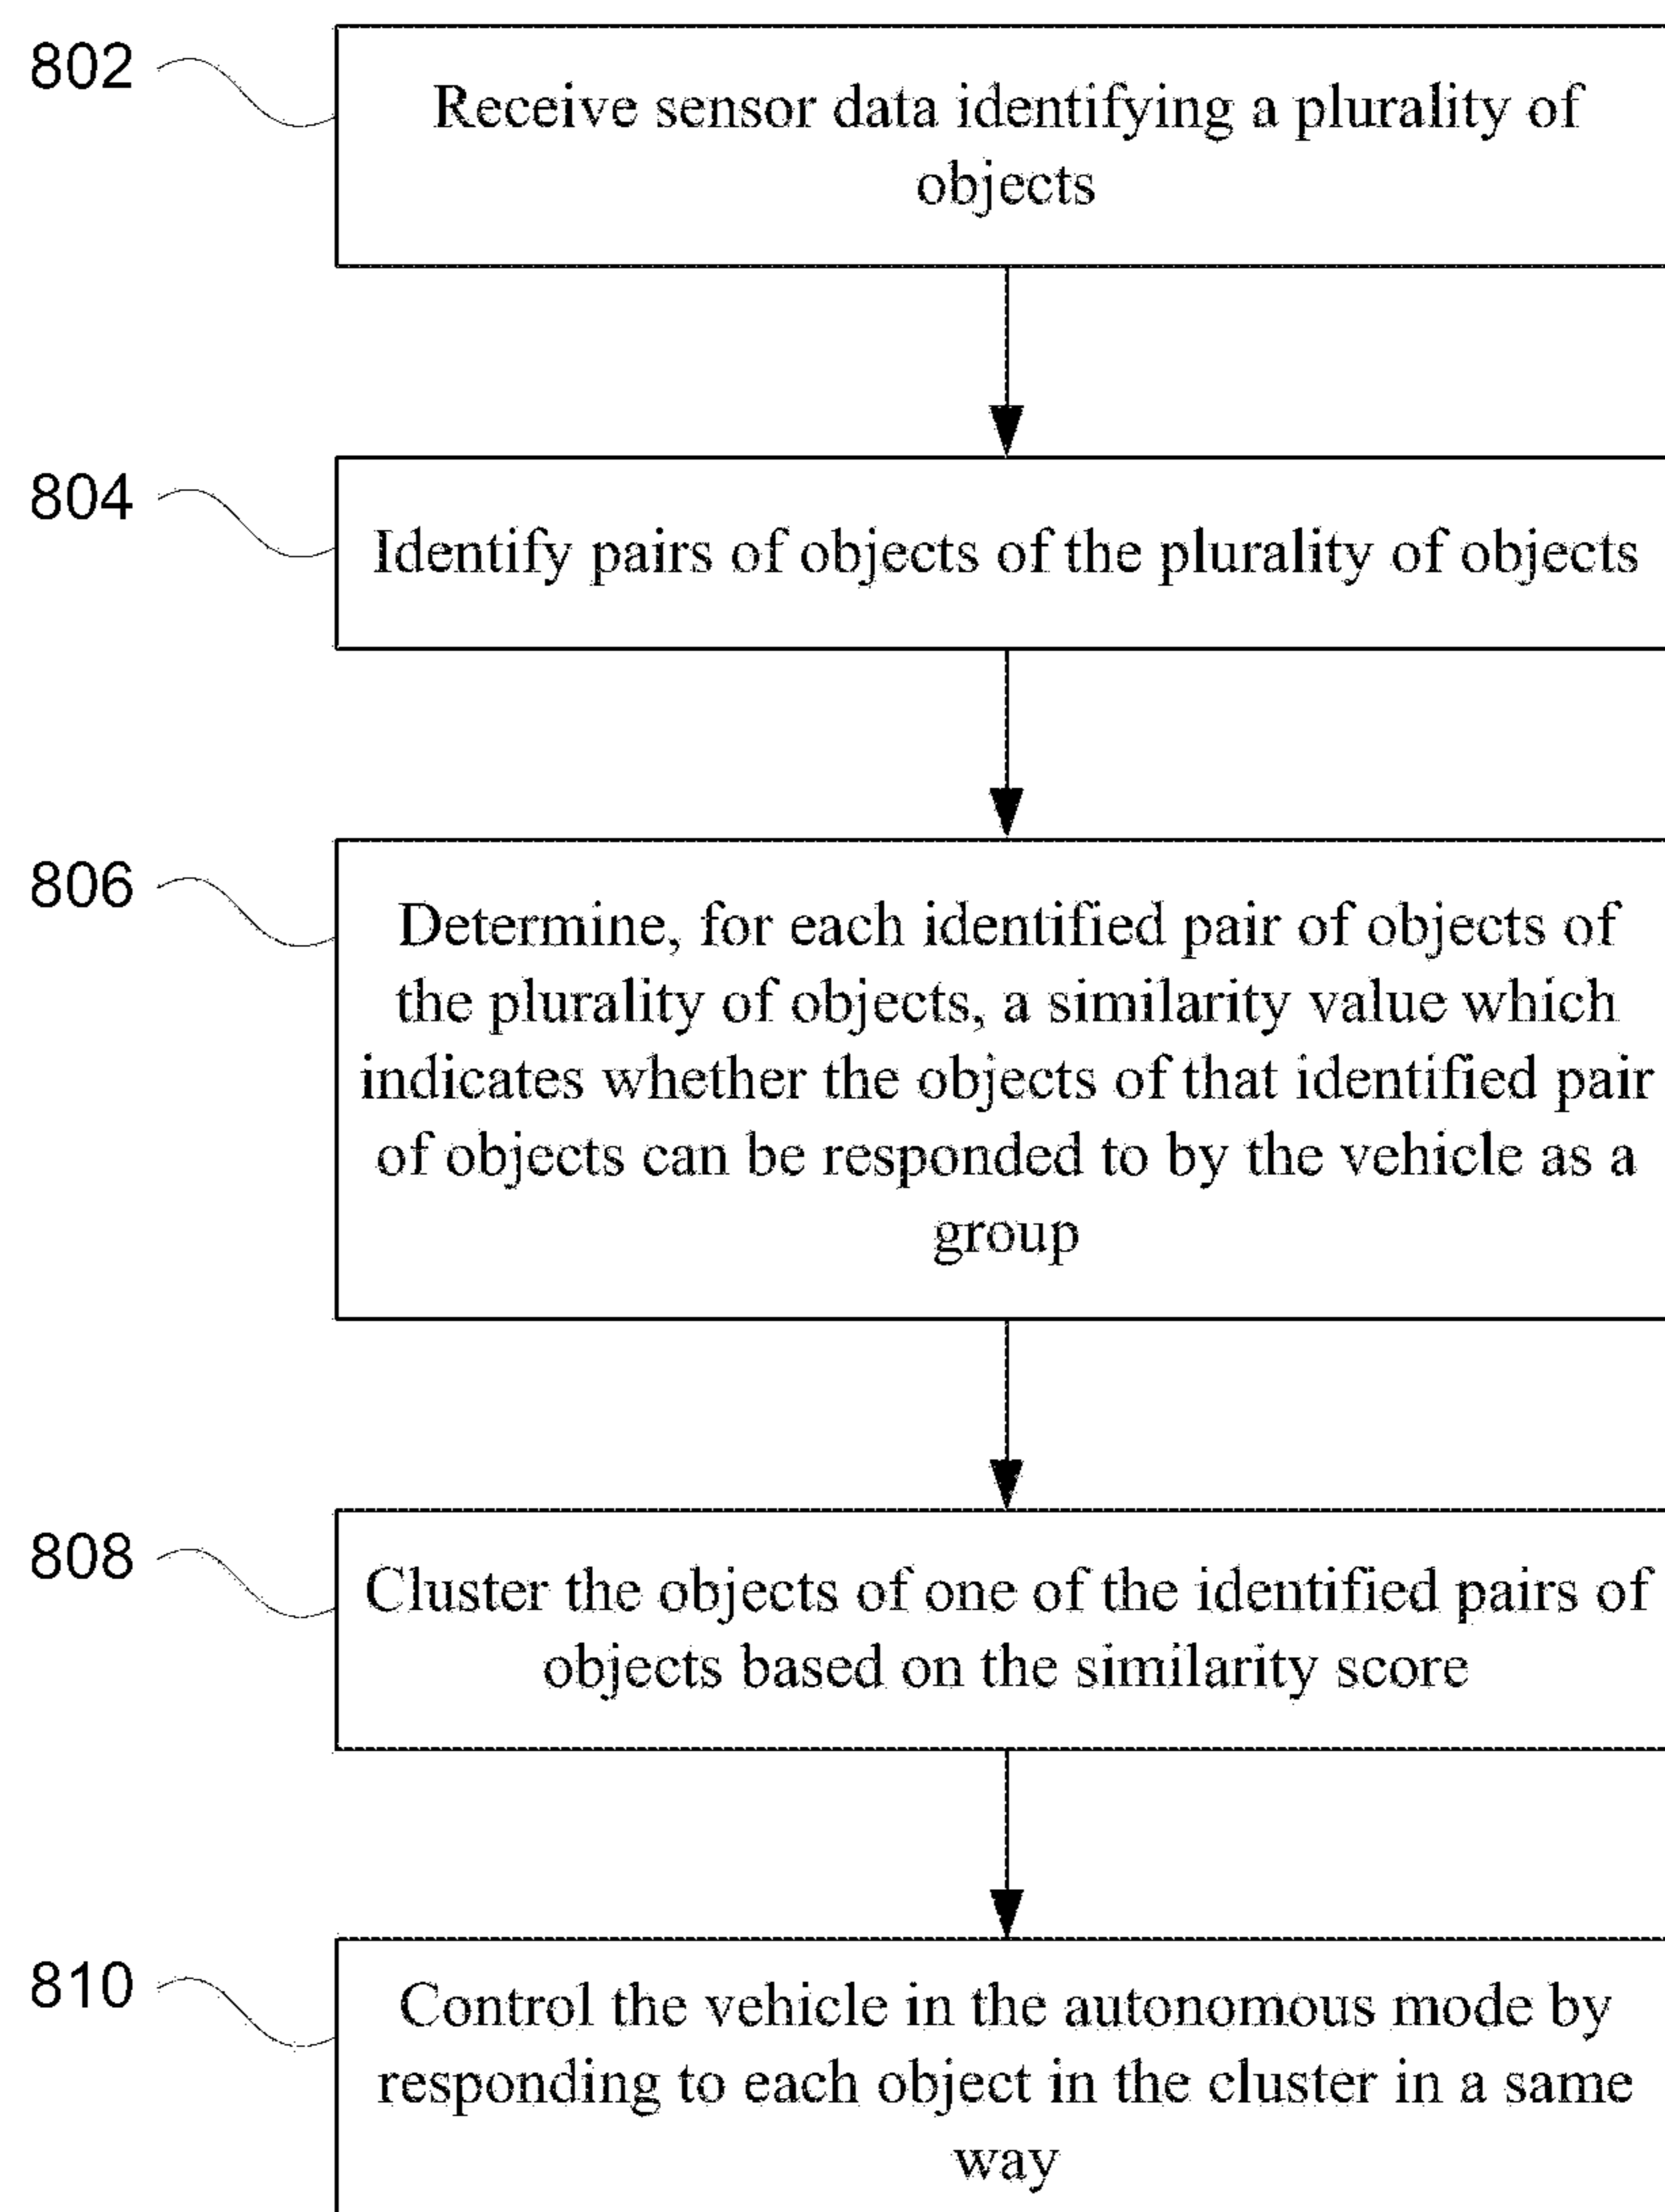 802
Receive sensor data identifying a plurality of
objects
804
Identify pairs of objects of the plurality of objects
806
Determine, for each identified pair of objects of
the plurality of objects, a similarity value which
indicates whether the objects of that identified pair
of objects can be responded to by the vehicle as a
group
808
Cluster the objects of one of the identified pairs of
objects based on the similarity score
810
Control the vehicle in the autonomous mode by
responding to each object in the cluster in a same
way